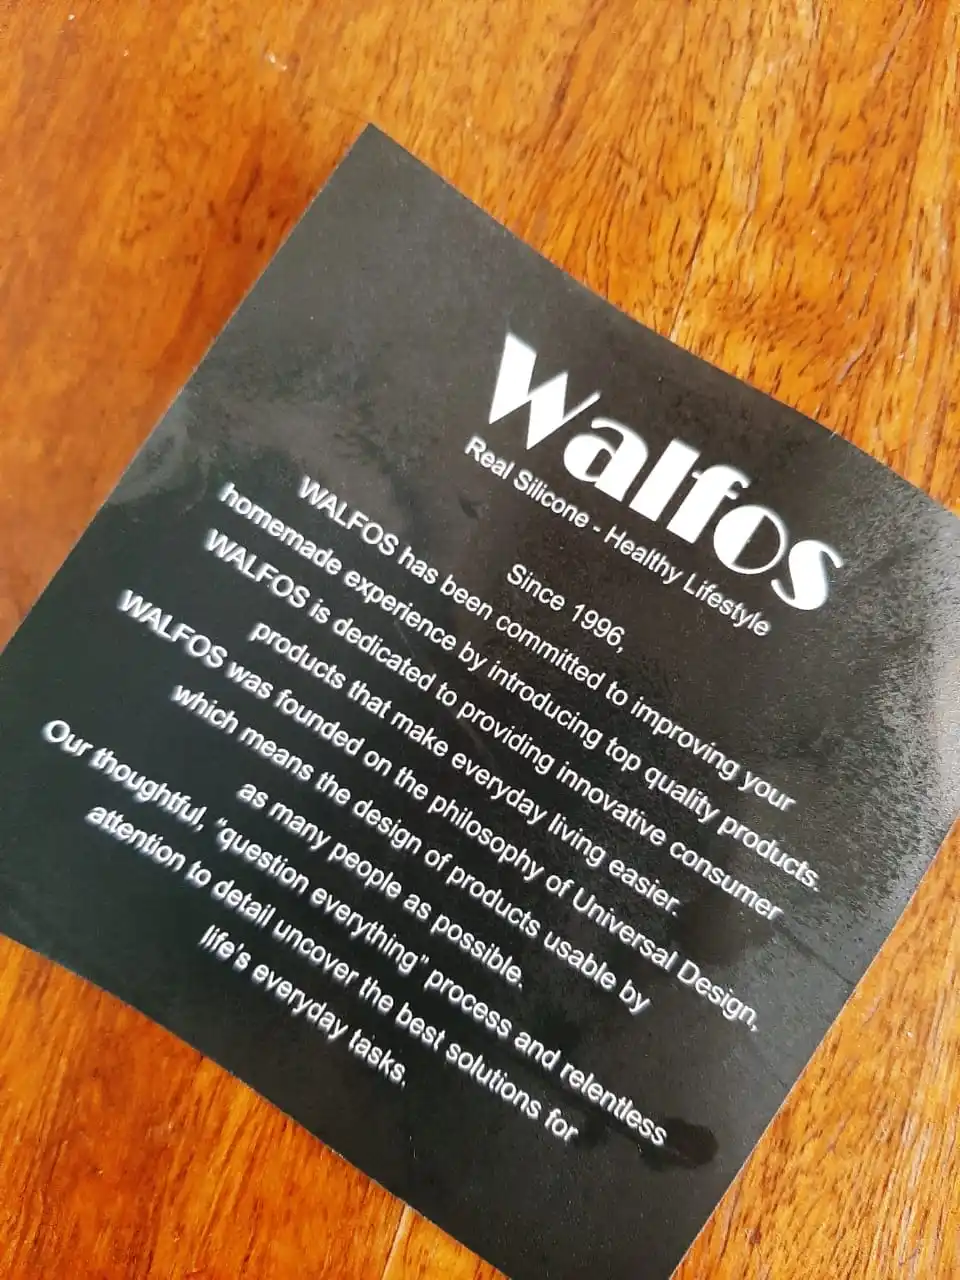 Walfos
Real Silicone - Healthy Lifestyle
Since 1996,
WALFOS has been committed to improving your
homemade experience by introducing top quality products.
WALFOS is dedicated to providing innovative consumer
products that make everyday living easier.
WALFOS was founded on the philosophy of Universal Design,
which means the design of products usable by
as many people as possible.
Our thoughtful, "question everything" process and relentless
attention to detail uncover the best solutions for
life's everyday tasks.